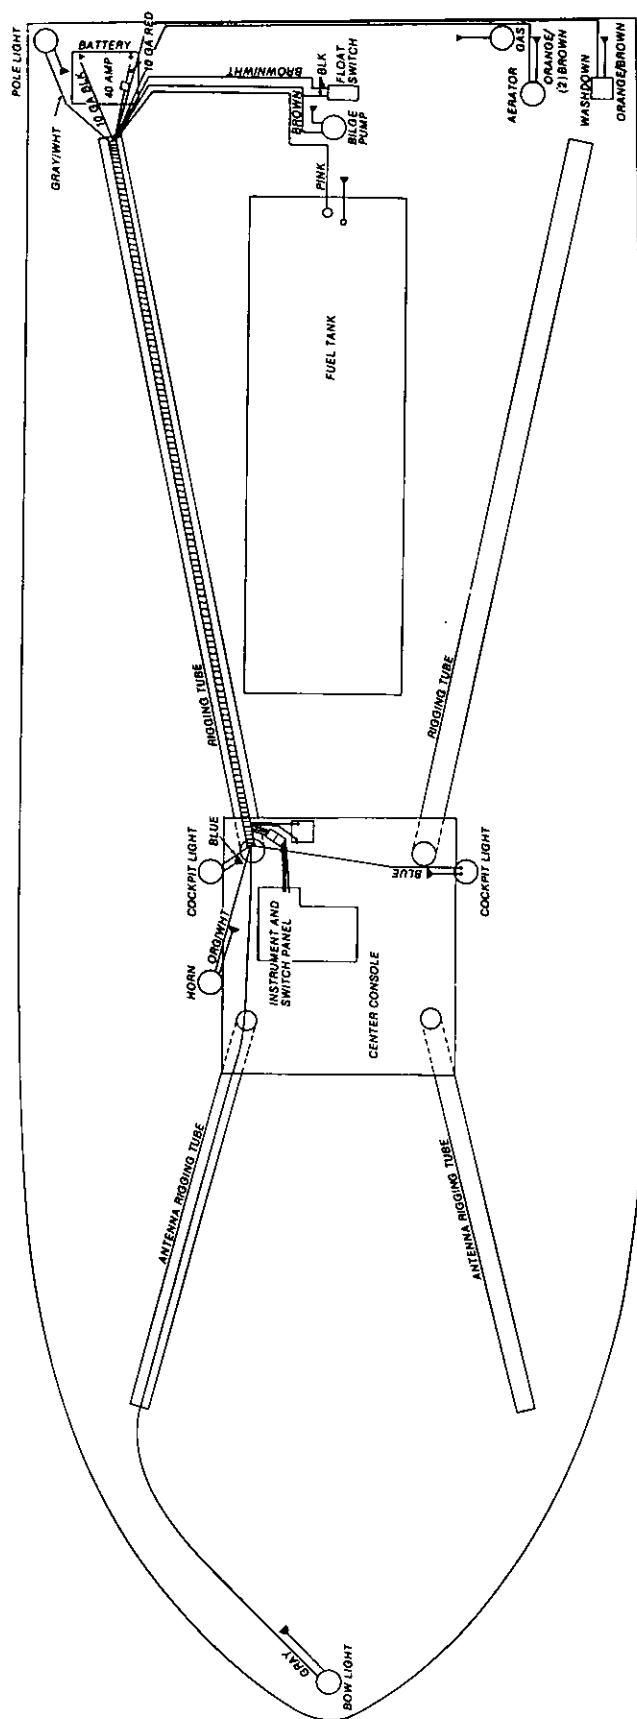 POLE LIGHT
BATTERY
40 AMP
10 GA RED
10 GA BLK
GRAY/WHT
BROWN/WHT
BLK
FLOAT
SWITCH
BROWN
BILGE
PUMP
PINK
GAS
ORANGE/
(2) BROWN
AERATOR
WASHDOWN
ORANGE/BROWN
FUEL TANK
RIGGING TUBE
RIGGING TUBE
BLUE
COCKPIT LIGHT
BLUE
COCKPIT LIGHT
ORG/WHT
HORN
INSTRUMENT AND
SWITCH PANEL
CENTER CONSOLE
ANTENNA RIGGING TUBE
ANTENNA RIGGING TUBE
GRAY
BOW LIGHT